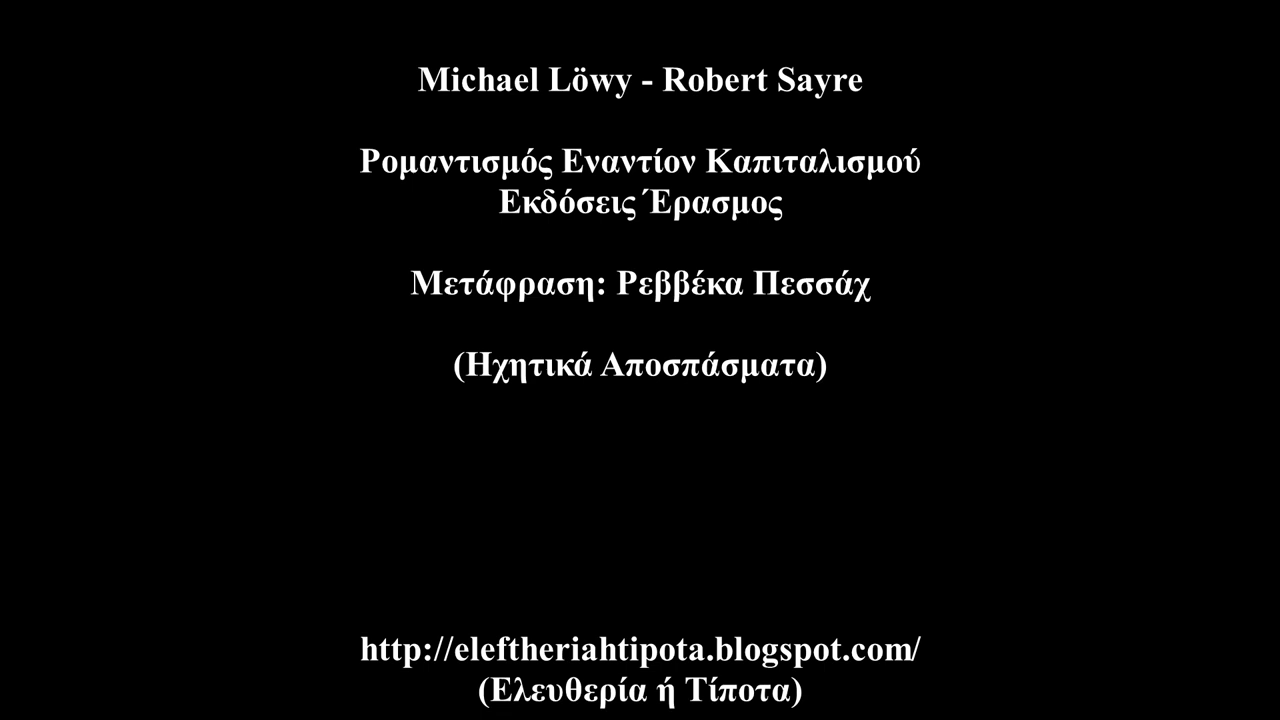 Michael Löwy - Robert Sayre
Ρομαντισμός Εναντίον Καπιταλισμού
Εκδόσεις Έρασμος
Μετάφραση: Ρεββέκα Πεσσάχ
(Ηχητικά Αποσπάσματα)
http://eleftheriahtipota.blogspot.com/
(Ελευθερία ή Τίποτα)